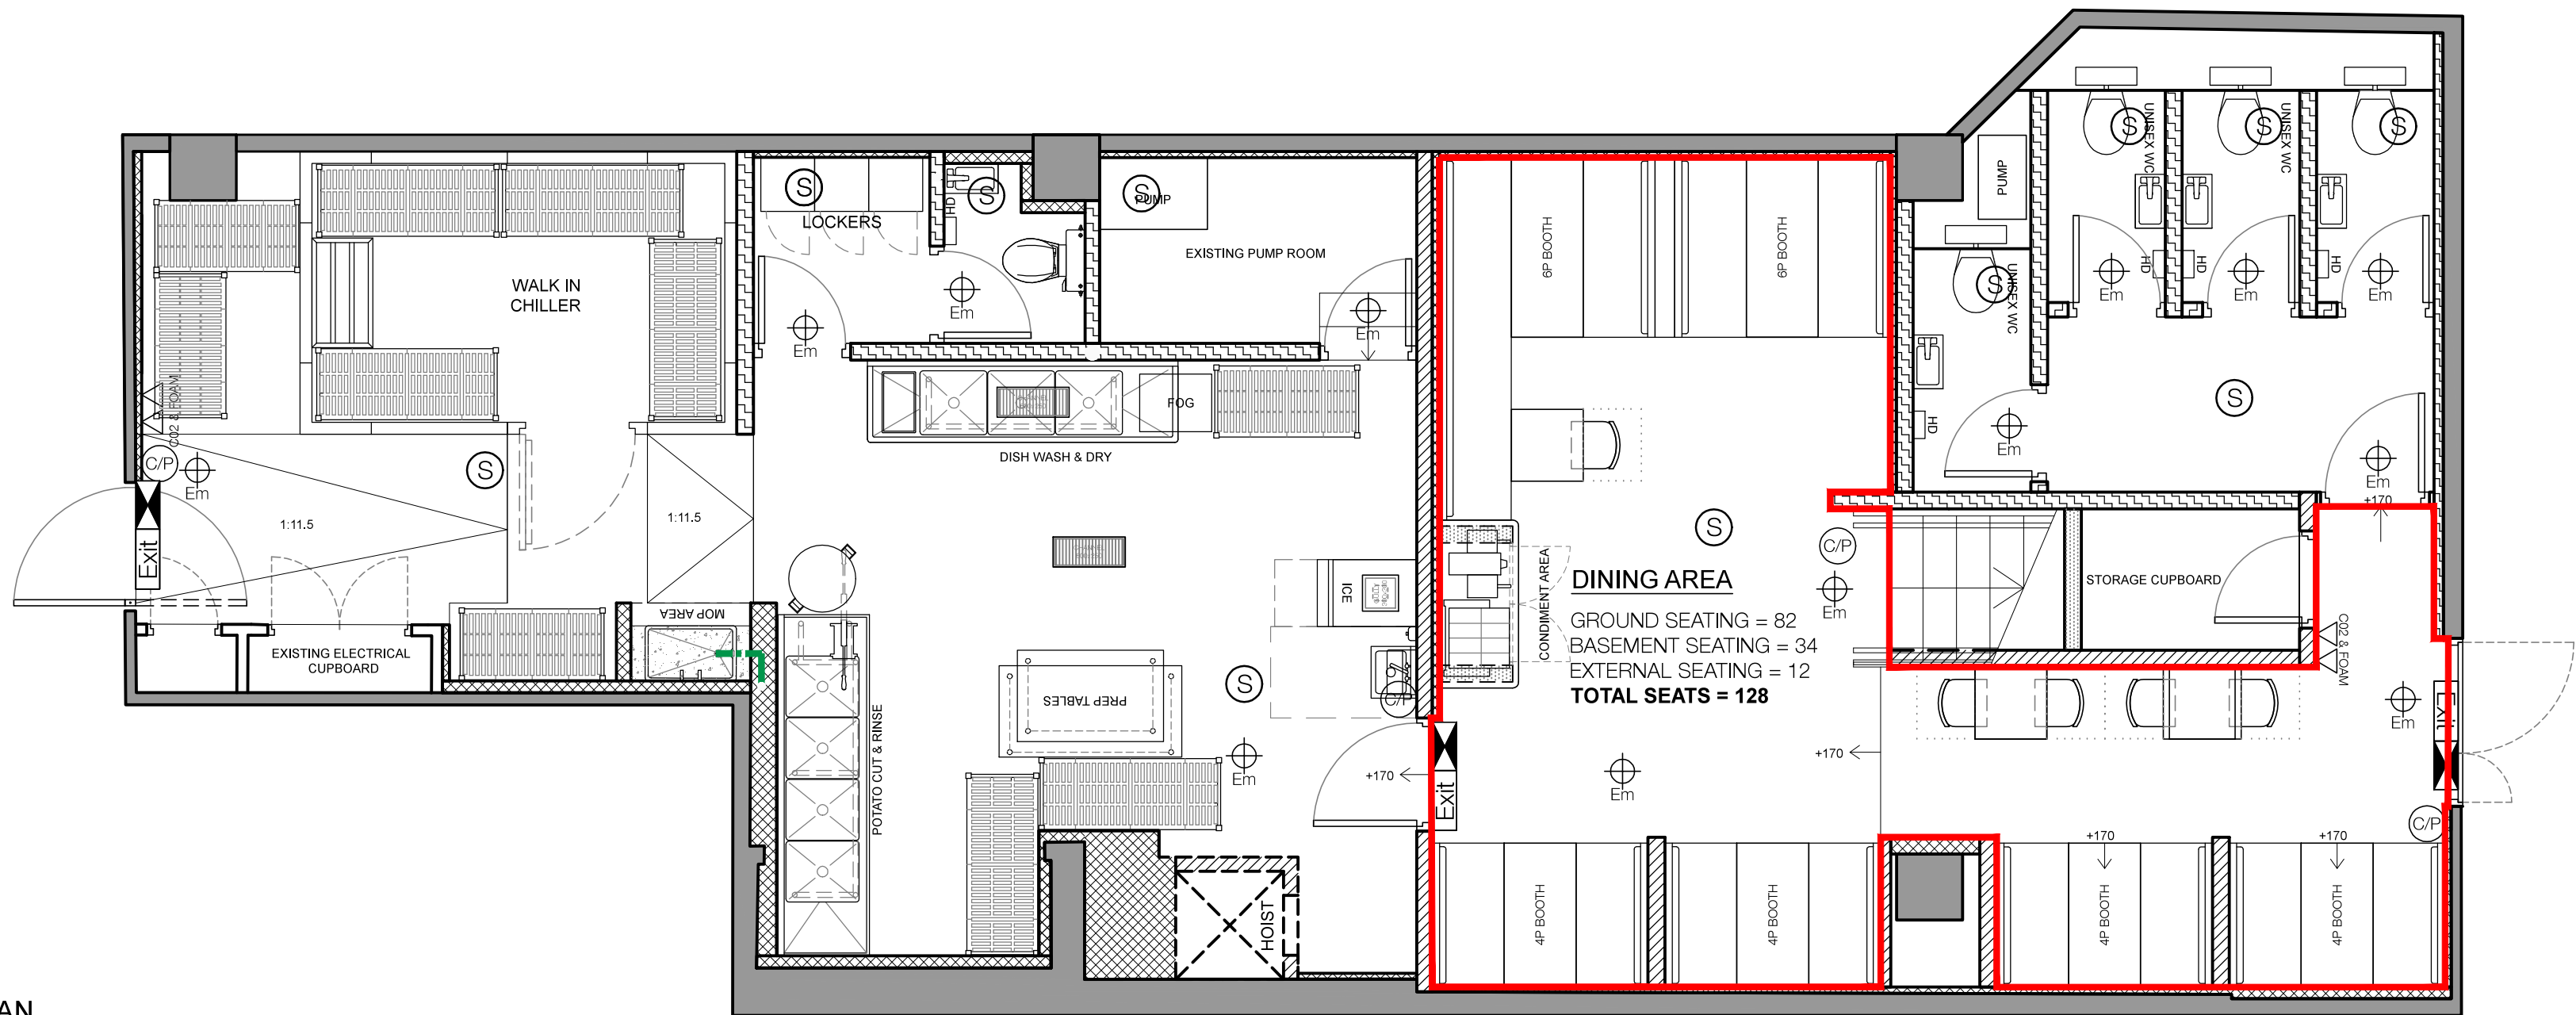 UNISEX WC
UNISEX WC
PUMP
UNISEX WC
S
S
S
S
S
S
S
HD
LOCKERS
PUMP
EXISTING PUMP ROOM
6P BOOTH
6P BOOTH
HD
HD
HD
Em
Em
Em
WALK IN
CHILLER
Em
Em
Em
C02 & FOAM
FOG
DISH WASH & DRY
S
HD
Em
Em
C/P
Em
S
+170
1:11.5
1:11.5
Exit
S
C/P
Em
ICE
CONDIMENT AREA
DINING AREA
GROUND SEATING = 82
BASEMENT SEATING = 34
EXTERNAL SEATING = 12
TOTAL SEATS = 128
STORAGE CUPBOARD
C02 & FOAM
MOP AREA
EXISTING ELECTRICAL
CUPBOARD
S
C/P
PREP TABLES
POTATO CUT & RINSE
Em
Em
+170
+170
Exit
Em
Exit
C/P
+170
+170
4P BOOTH
4P BOOTH
4P BOOTH
4P BOOTH
HOIST